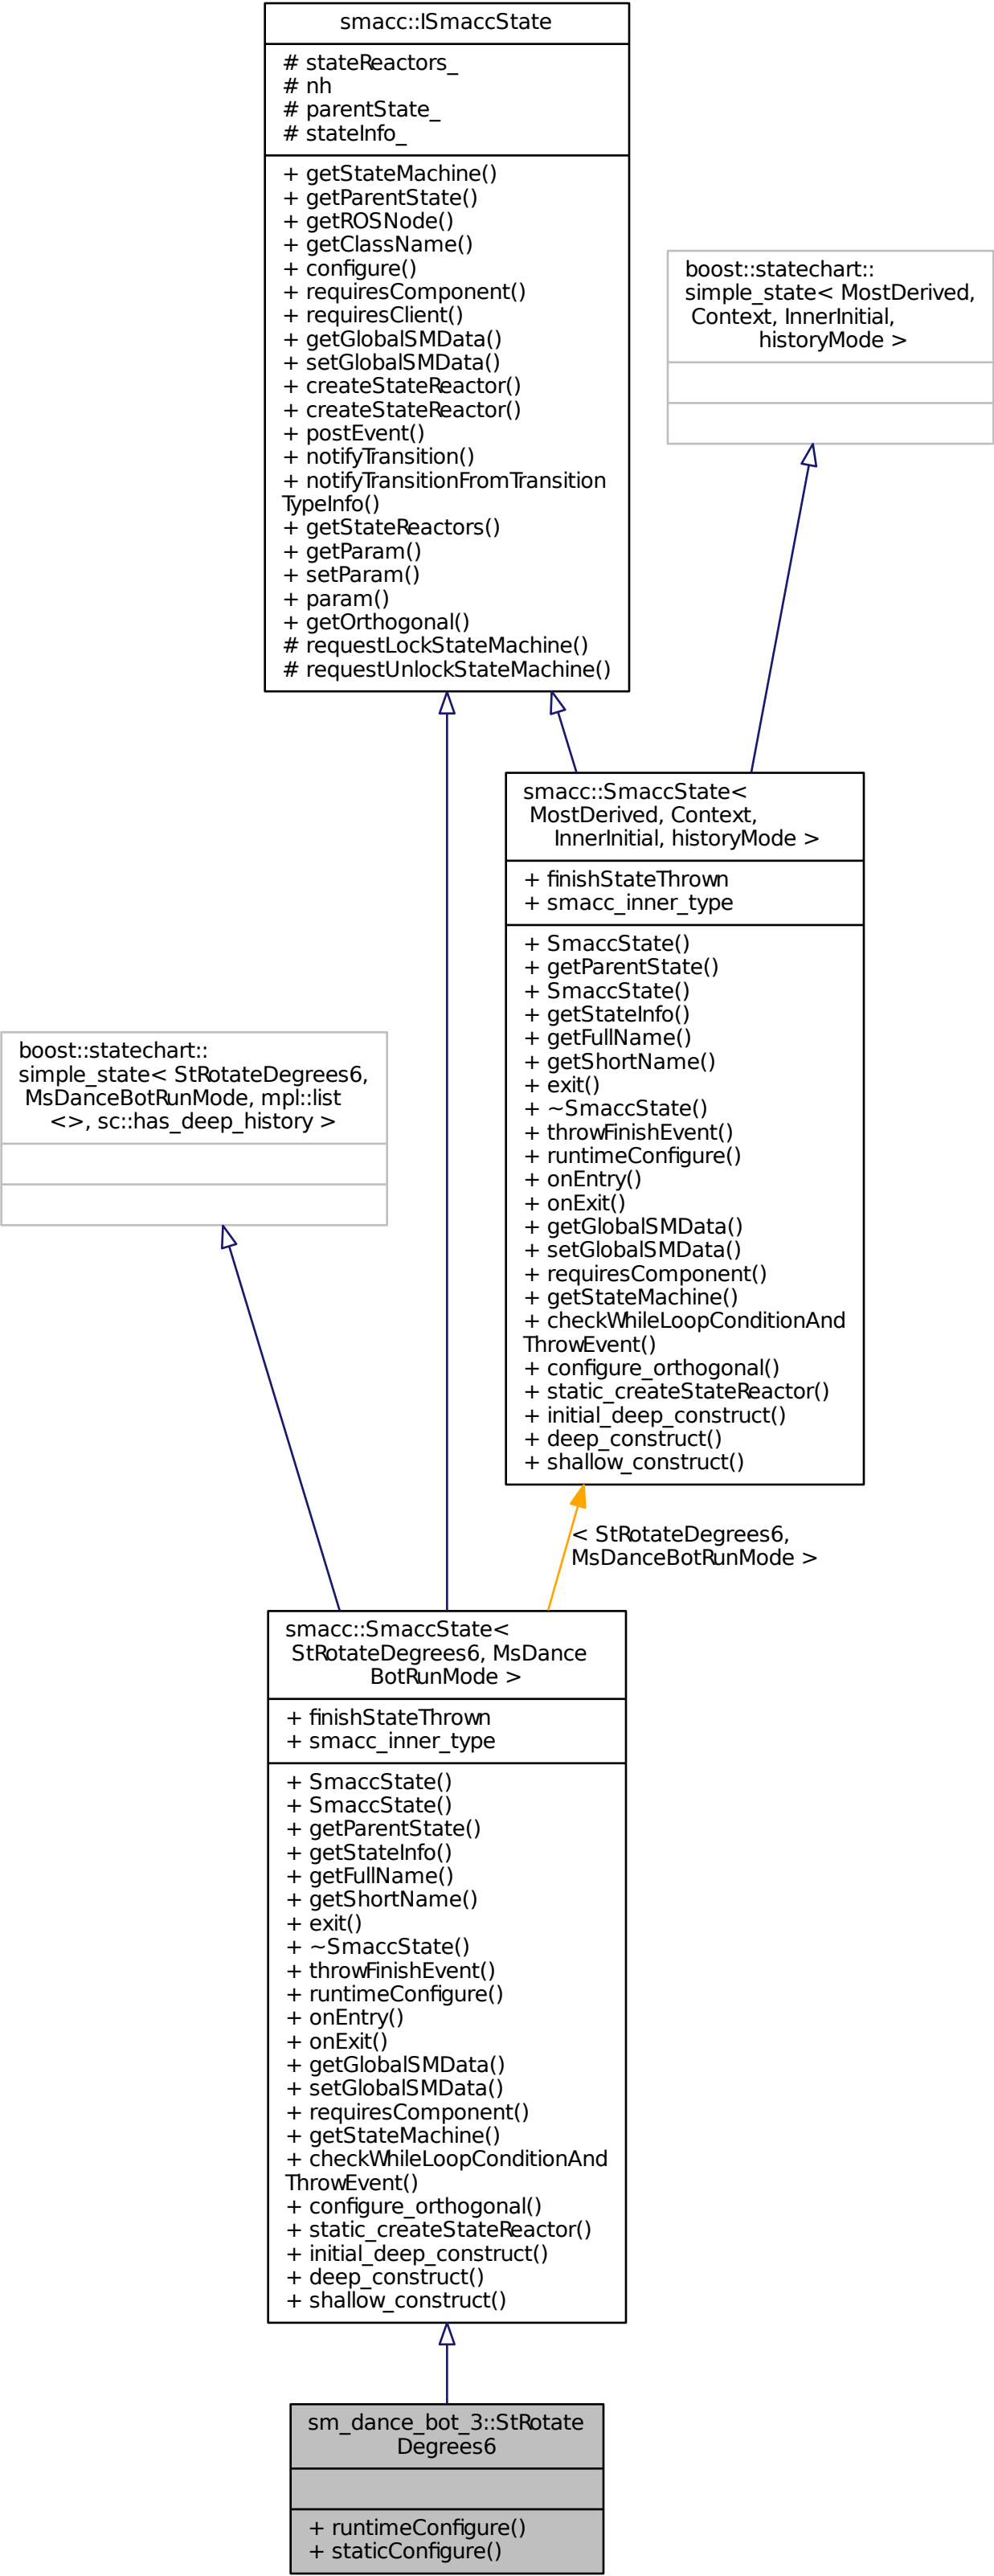 smacc::ISmaccState
# stateReactors_
# nh
# parentState_
# stateInfo_
+ getStateMachine()
+ getParentState()
+ getROSNode()
+ getClassName()
+ configure()
+ requiresComponent()
+ requiresClient()
+ getGlobalSMData()
+ setGlobalSMData()
+ createStateReactor()
+ createStateReactor()
+ postEvent()
+ notifyTransition()
+ notifyTransitionFromTransition
TypeInfo()
+ getStateReactors()
+ getParam()
+ setParam()
+ param()
+ getOrthogonal()
# requestLockStateMachine()
# requestUnlockStateMachine()
boost::statechart::
simple_state< MostDerived,
Context, InnerInitial,
historyMode >
smacc::SmaccState<
MostDerived, Context,
InnerInitial, historyMode >
+ finishStateThrown
+ smacc_inner_type
+ SmaccState()
+ getParentState()
+ SmaccState()
+ getStateInfo()
+ getFullName()
+ getShortName()
+ exit()
+ ~SmaccState()
+ throwFinishEvent()
+ runtimeConfigure()
+ onEntry()
+ onExit()
+ getGlobalSMData()
+ setGlobalSMData()
+ requiresComponent()
+ getStateMachine()
+ checkWhileLoopConditionAnd
ThrowEvent()
+ configure_orthogonal()
+ static_createStateReactor()
+ initial_deep_construct()
+ deep_construct()
+ shallow_construct()
boost::statechart::
simple_state< StRotateDegrees6,
MsDanceBotRunMode, mpl::list
<>, sc::has_deep_history >
< StRotateDegrees6,
MsDanceBotRunMode >
smacc::SmaccState<
StRotateDegrees6, MsDance
BotRunMode >
+ finishStateThrown
+ smacc_inner_type
+ SmaccState()
+ SmaccState()
+ getParentState()
+ getStateInfo()
+ getFullName()
+ getShortName()
+ exit()
+ ~SmaccState()
+ throwFinishEvent()
+ runtimeConfigure()
+ onEntry()
+ onExit()
+ getGlobalSMData()
+ setGlobalSMData()
+ requiresComponent()
+ getStateMachine()
+ checkWhileLoopConditionAnd
ThrowEvent()
+ configure_orthogonal()
+ static_createStateReactor()
+ initial_deep_construct()
+ deep_construct()
+ shallow_construct()
sm_dance_bot_3::StRotate
Degrees6
+ runtimeConfigure()
+ staticConfigure()